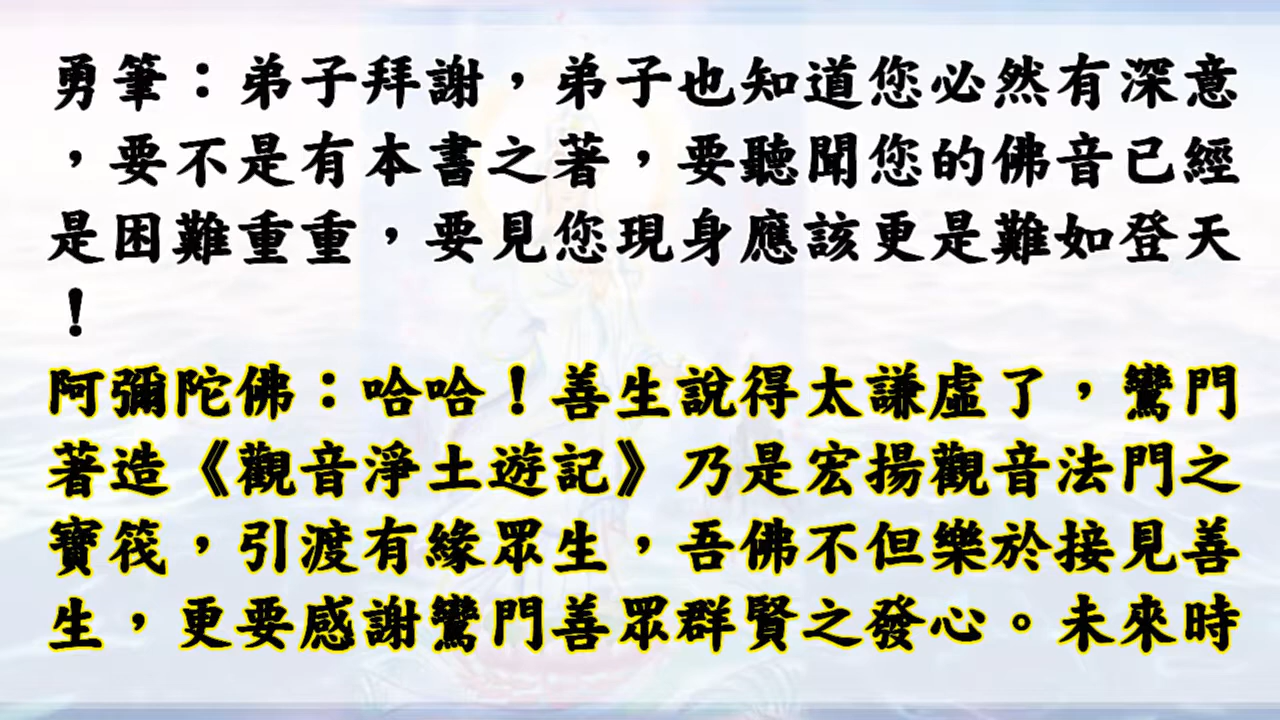 勇筆：弟子拜謝，弟子也知道您必然有深意
，要不是有本書之著，要聽聞您的佛音已經
是困難重重，要見您現身應該更是難如登天
！
阿彌陀佛：哈哈！善生說得太謙虛了，鸞門
著造《觀音淨土遊記》乃是宏揚觀音法門之
寶筏，引渡有緣眾生，吾佛不但樂於接見善
生，更要感謝鸞門善眾群賢之發心。未來時